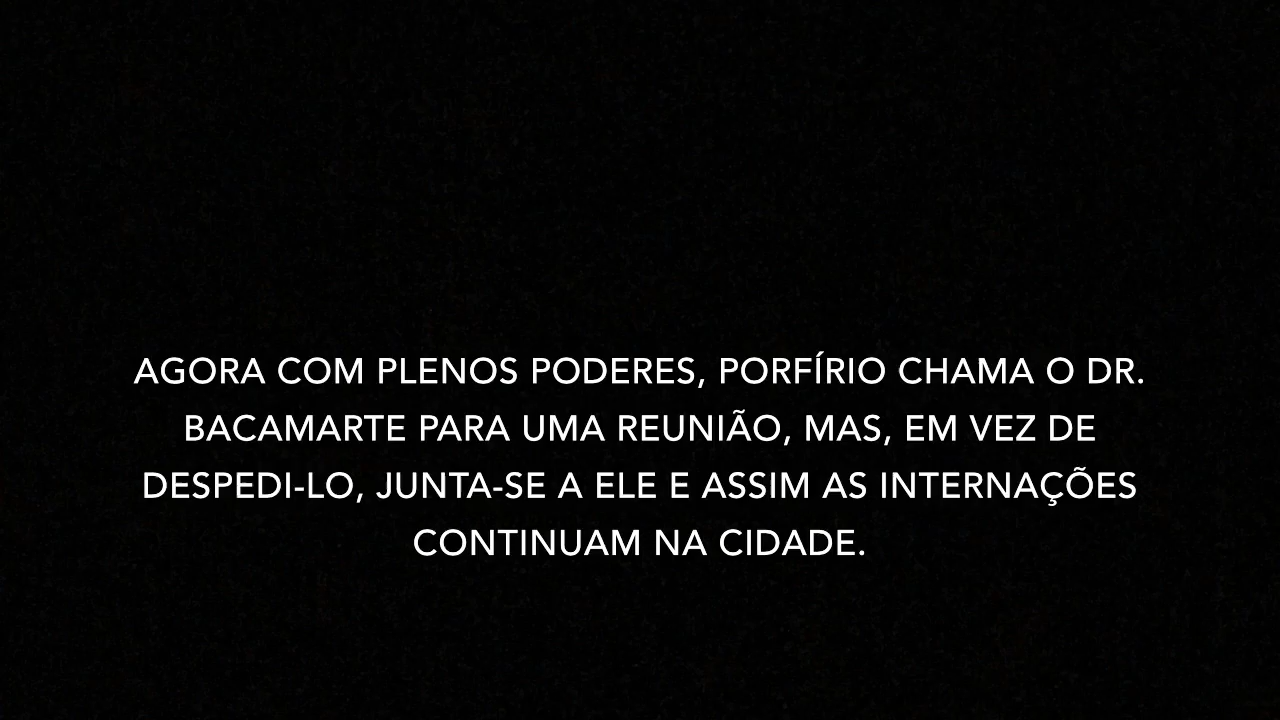 AGORA COM PLENOS PODERES, PORFÍRIO CHAMA O DR.
BACAMARTE PARA UMA REUNIÃO, MAS, EM VEZ DE
DESPEDI-LO, JUNTA-SE A ELE E ASSIM AS INTERNAÇÕES
CONTINUAM NA CIDADE.